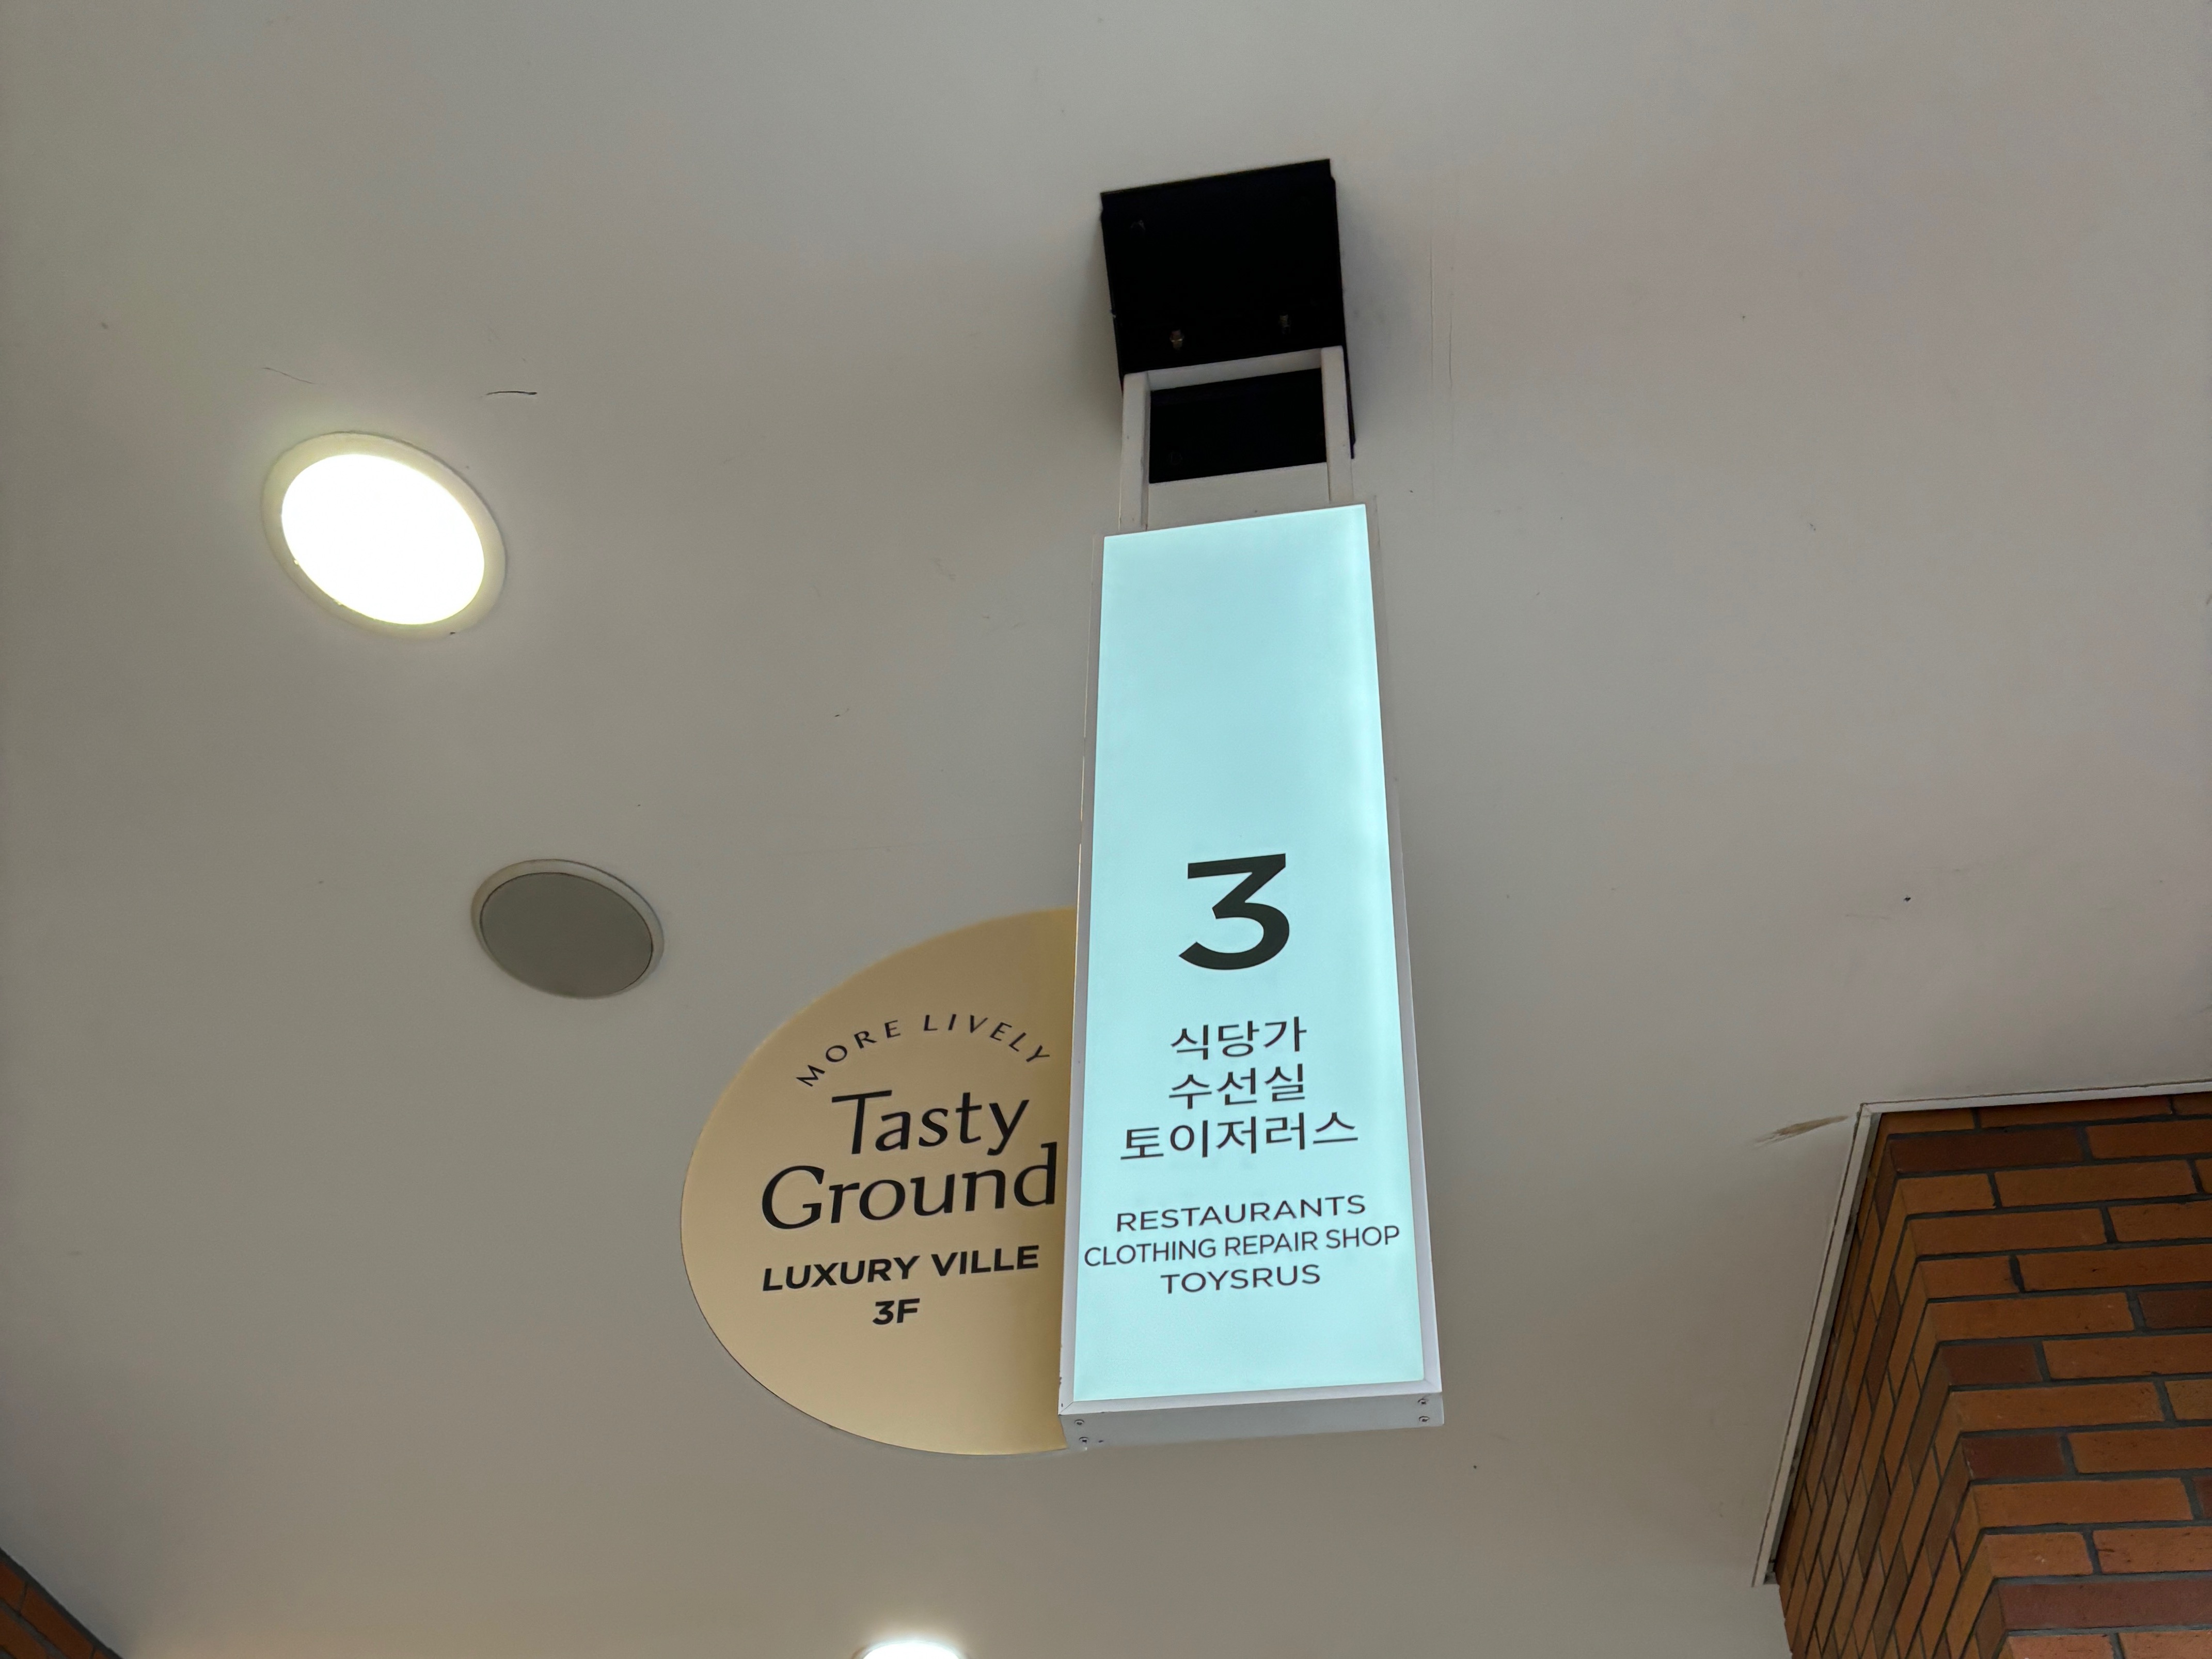 MORE LIVELY
Tasty
Ground
LUXURY VILLE
3F
3
식당가
수선실
토이저러스
RESTAURANTS
CLOTHING REPAIR SHOP
TOYSRUS